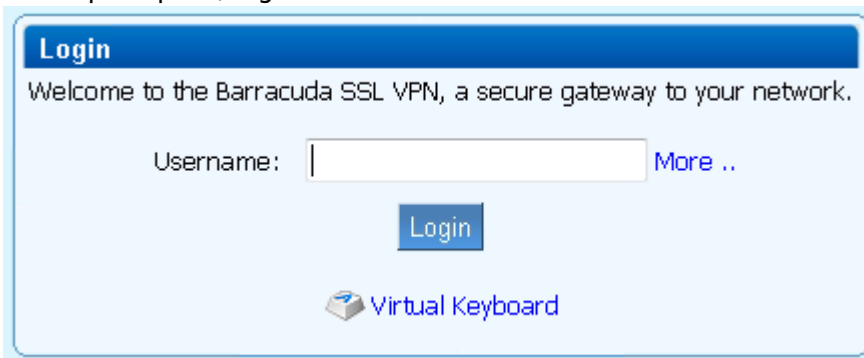 Login
Welcome to the Barracuda SSL VPN, a secure gateway to your network.
Username: More ..
Login
Virtual Keyboard